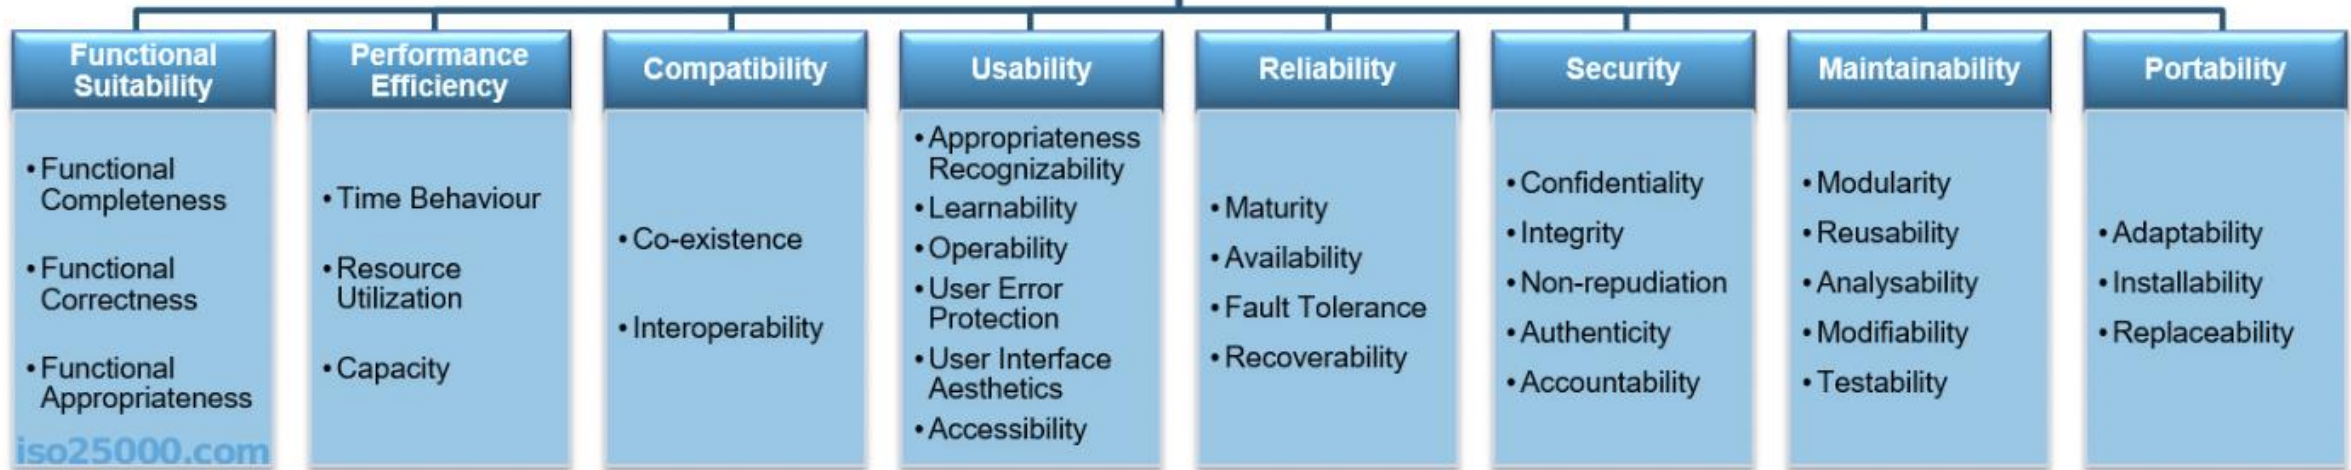 Functional
Suitability
• Functional
Completeness
• Functional
Correctness
• Functional
Appropriateness
iso25000.com
Performance
Efficiency
• Time Behaviour
• Resource
Utilization
• Capacity
Compatibility
• Co-existence
• Interoperability
Usability
• Appropriateness
Recognizability
• Learnability
• Operability
• User Error
Protection
• User Interface
Aesthetics
• Accessibility
Reliability
• Maturity
• Availability
• Fault Tolerance
• Recoverability
Security
• Confidentiality
• Integrity
• Non-repudiation
• Authenticity
• Accountability
Maintainability
• Modularity
• Reusability
• Analysability
• Modifiability
• Testability
Portability
• Adaptability
• Installability
• Replaceability